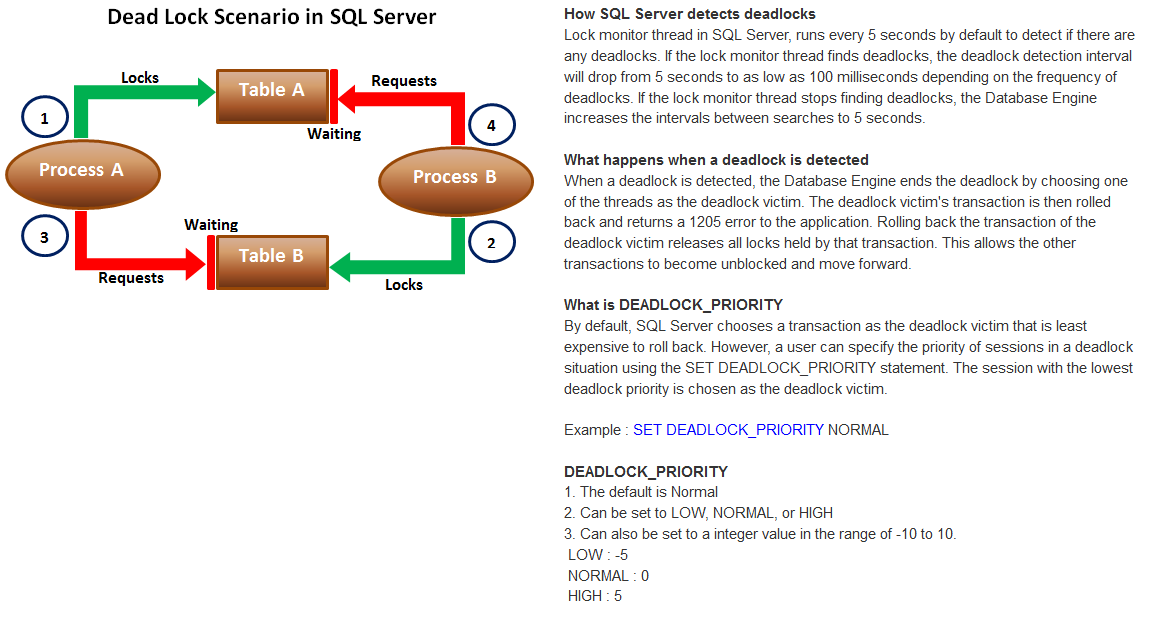 Dead Lock Scenario in SQL Server
Locks
Table A
Requests
1
Waiting
4
Process A
Process B
3
Waiting
2
Table B
Requests
Locks
How SQL Server detects deadlocks
Lock monitor thread in SQL Server, runs every 5 seconds by default to detect if there are
any deadlocks. If the lock monitor thread finds deadlocks, the deadlock detection interval
will drop from 5 seconds to as low as 100 milliseconds depending on the frequency of
deadlocks. If the lock monitor thread stops finding deadlocks, the Database Engine
increases the intervals between searches to 5 seconds.
What happens when a deadlock is detected
When a deadlock is detected, the Database Engine ends the deadlock by choosing one
of the threads as the deadlock victim. The deadlock victim's transaction is then rolled
back and returns a 1205 error to the application. Rolling back the transaction of the
deadlock victim releases all locks held by that transaction. This allows the other
transactions to become unblocked and move forward.
What is DEADLOCK_PRIORITY
By default, SQL Server chooses a transaction as the deadlock victim that is least
expensive to roll back. However, a user can specify the priority of sessions in a deadlock
situation using the SET DEADLOCK_PRIORITY statement. The session with the lowest
deadlock priority is chosen as the deadlock victim.
Example : SET DEADLOCK_PRIORITY NORMAL
DEADLOCK_PRIORITY
1. The default is Normal
2. Can be set to LOW, NORMAL, or HIGH
3. Can also be set to a integer value in the range of -10 to 10.
LOW : -5
NORMAL : 0
HIGH : 5